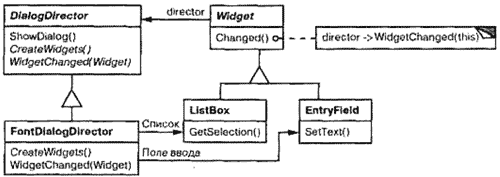 DialogDirector
director
Widget
ShowDialog()
CreateWidgets()
WidgetChanged(Widget)
Changed()
director -> WidgetChanged(this)
FontDialogDirector
Список
ListBox
EntryField
GetSelection()
SetText()
CreateWidgets()
WidgetChanged(Widget)
Поле ввода